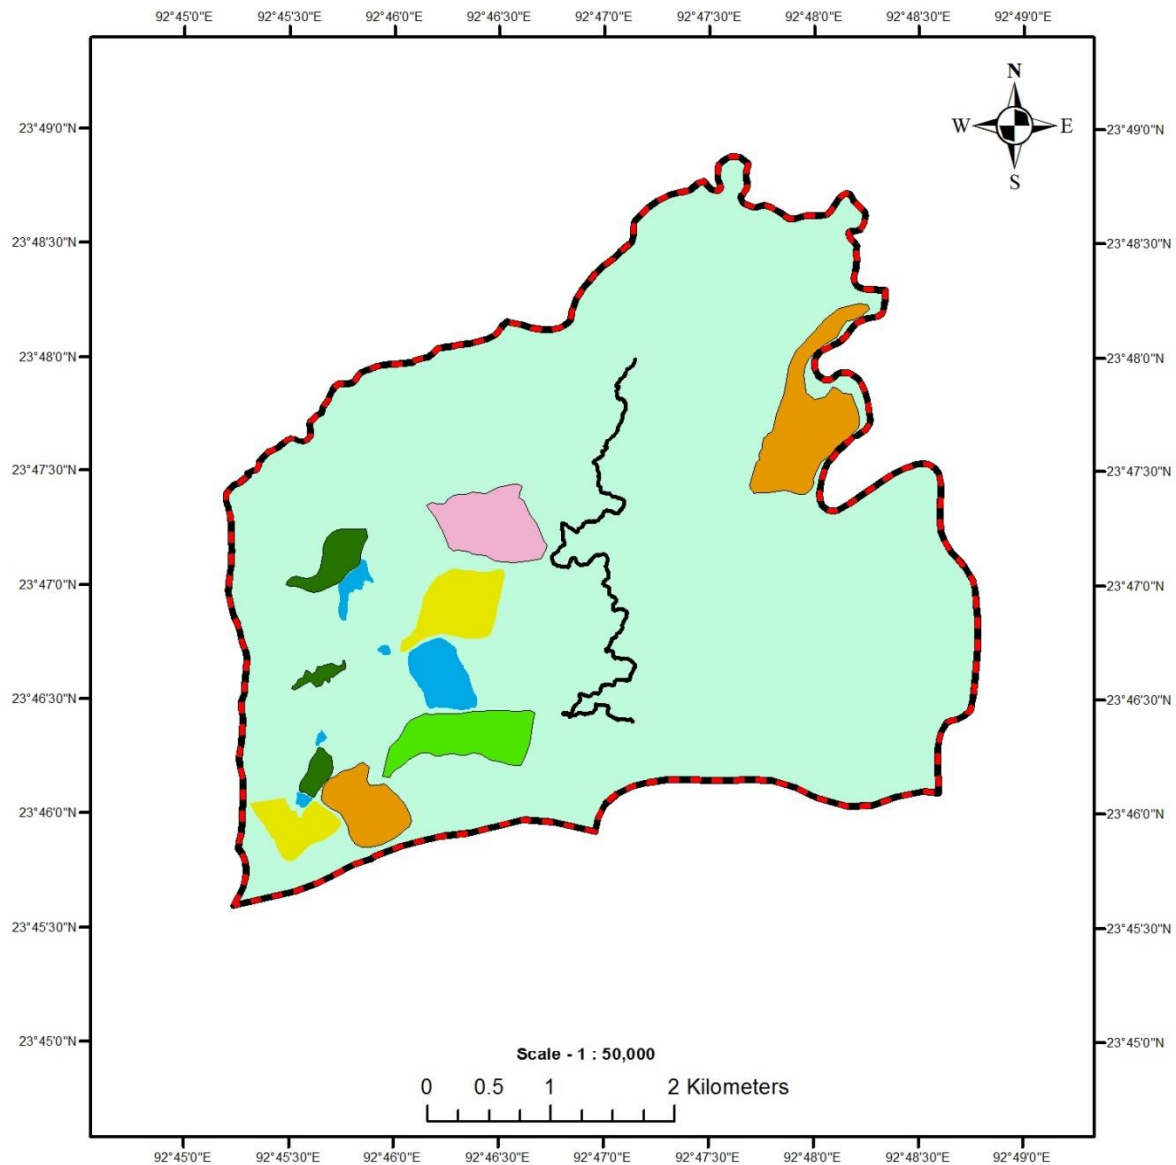 92°45'0"E 92°45'30"E 92°46'0"E 92°46'30"E 92°47'0"E 92°47'30"E 92°48'0"E 92°48'30"E 92°49'0"E
N
W E
S
23°49'0"N 23°49'0"N
23°48'30"N 23°48'30"N
23°48'0"N 23°48'0"N
23°47'30"N 23°47'30"N
23°47'0"N 23°47'0"N
23°46'30"N 23°46'30"N
23°46'0"N 23°46'0"N
23°45'30"N 23°45'30"N
23°45'0"N 23°45'0"N
Scale - 1 : 50,000
0 0.5 1 2 Kilometers
92°45'0"E 92°45'30"E 92°46'0"E 92°46'30"E 92°47'0"E 92°47'30"E 92°48'0"E 92°48'30"E 92°49'0"E